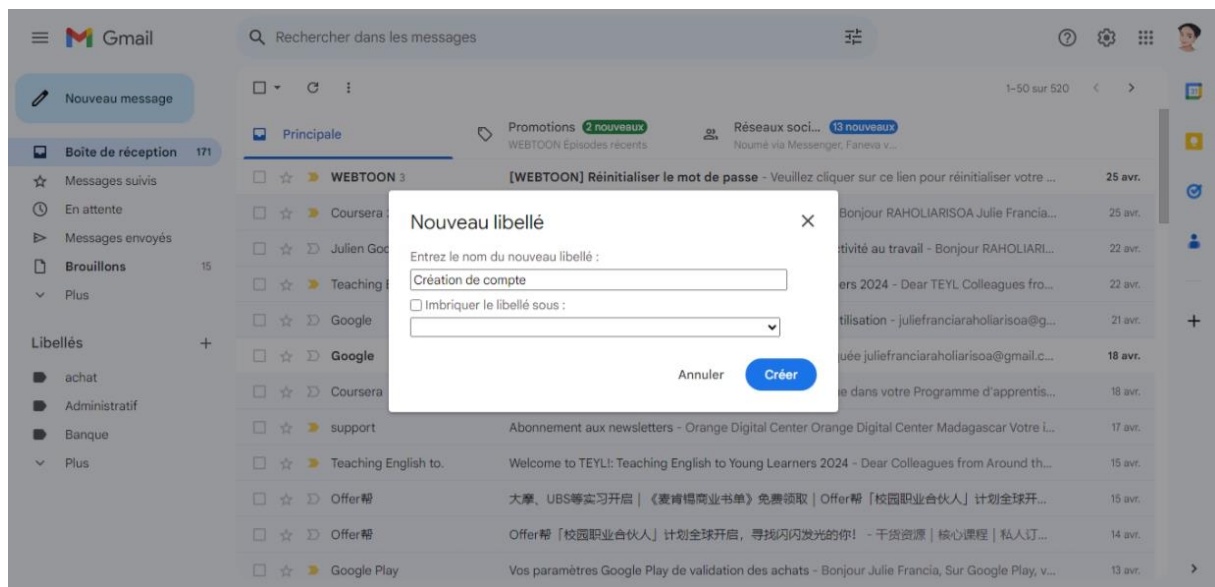 Gmail
Rechercher dans les messages
Nouveau message
1–50 sur 520
Principale
Promotions 2 nouveaux
WEBTOON Épisodes récents
Réseaux soci... 13 nouveaux
Noumé via Messenger, Faneva v...
Boîte de réception 171
Messages suivis
En attente
Messages envoyés
Brouillons 15
Plus
Libellés
achat
Administratif
Banque
Plus
WEBTOON 3 [WEBTOON] Réinitialiser le mot de passe - Veuillez cliquer sur ce lien pour réinitialiser votre ... 25 avr.
Coursera Bonjour RAHOLIARISOA Julie Francia... 25 avr.
Julien Goc tivité au travail - Bonjour RAHOLIARI... 22 avr.
Teaching E ers 2024 - Dear TEYL Colleagues fro... 22 avr.
Google tilisation - juliefranciaraholiarisoa@g... 21 avr.
Google uée juliefranciaraholiarisoa@gmail.c... 18 avr.
Coursera e dans votre Programme d'apprentis... 18 avr.
support Abonnement aux newsletters - Orange Digital Center Orange Digital Center Madagascar Votre i... 17 avr.
Teaching English to. Welcome to TEYL!: Teaching English to Young Learners 2024 - Dear Colleagues from Around th... 15 avr.
Offer帮 大摩、UBS等实习开启 | 《麦肯锡商业书单》免费领取 | Offer帮「校园职业合伙人」计划全球开... 15 avr.
Offer帮 Offer帮「校园职业合伙人」计划全球开启，寻找闪闪发光的你! - 干货资源 | 核心课程 | 私人订... 14 avr.
Google Play Vos paramètres Google Play de validation des achats - Bonjour Julie Francia, Sur Google Play, v... 13 avr.
Nouveau libellé
Entrez le nom du nouveau libellé :
Création de compte
Imbriquer le libellé sous :
Annuler Créer
31